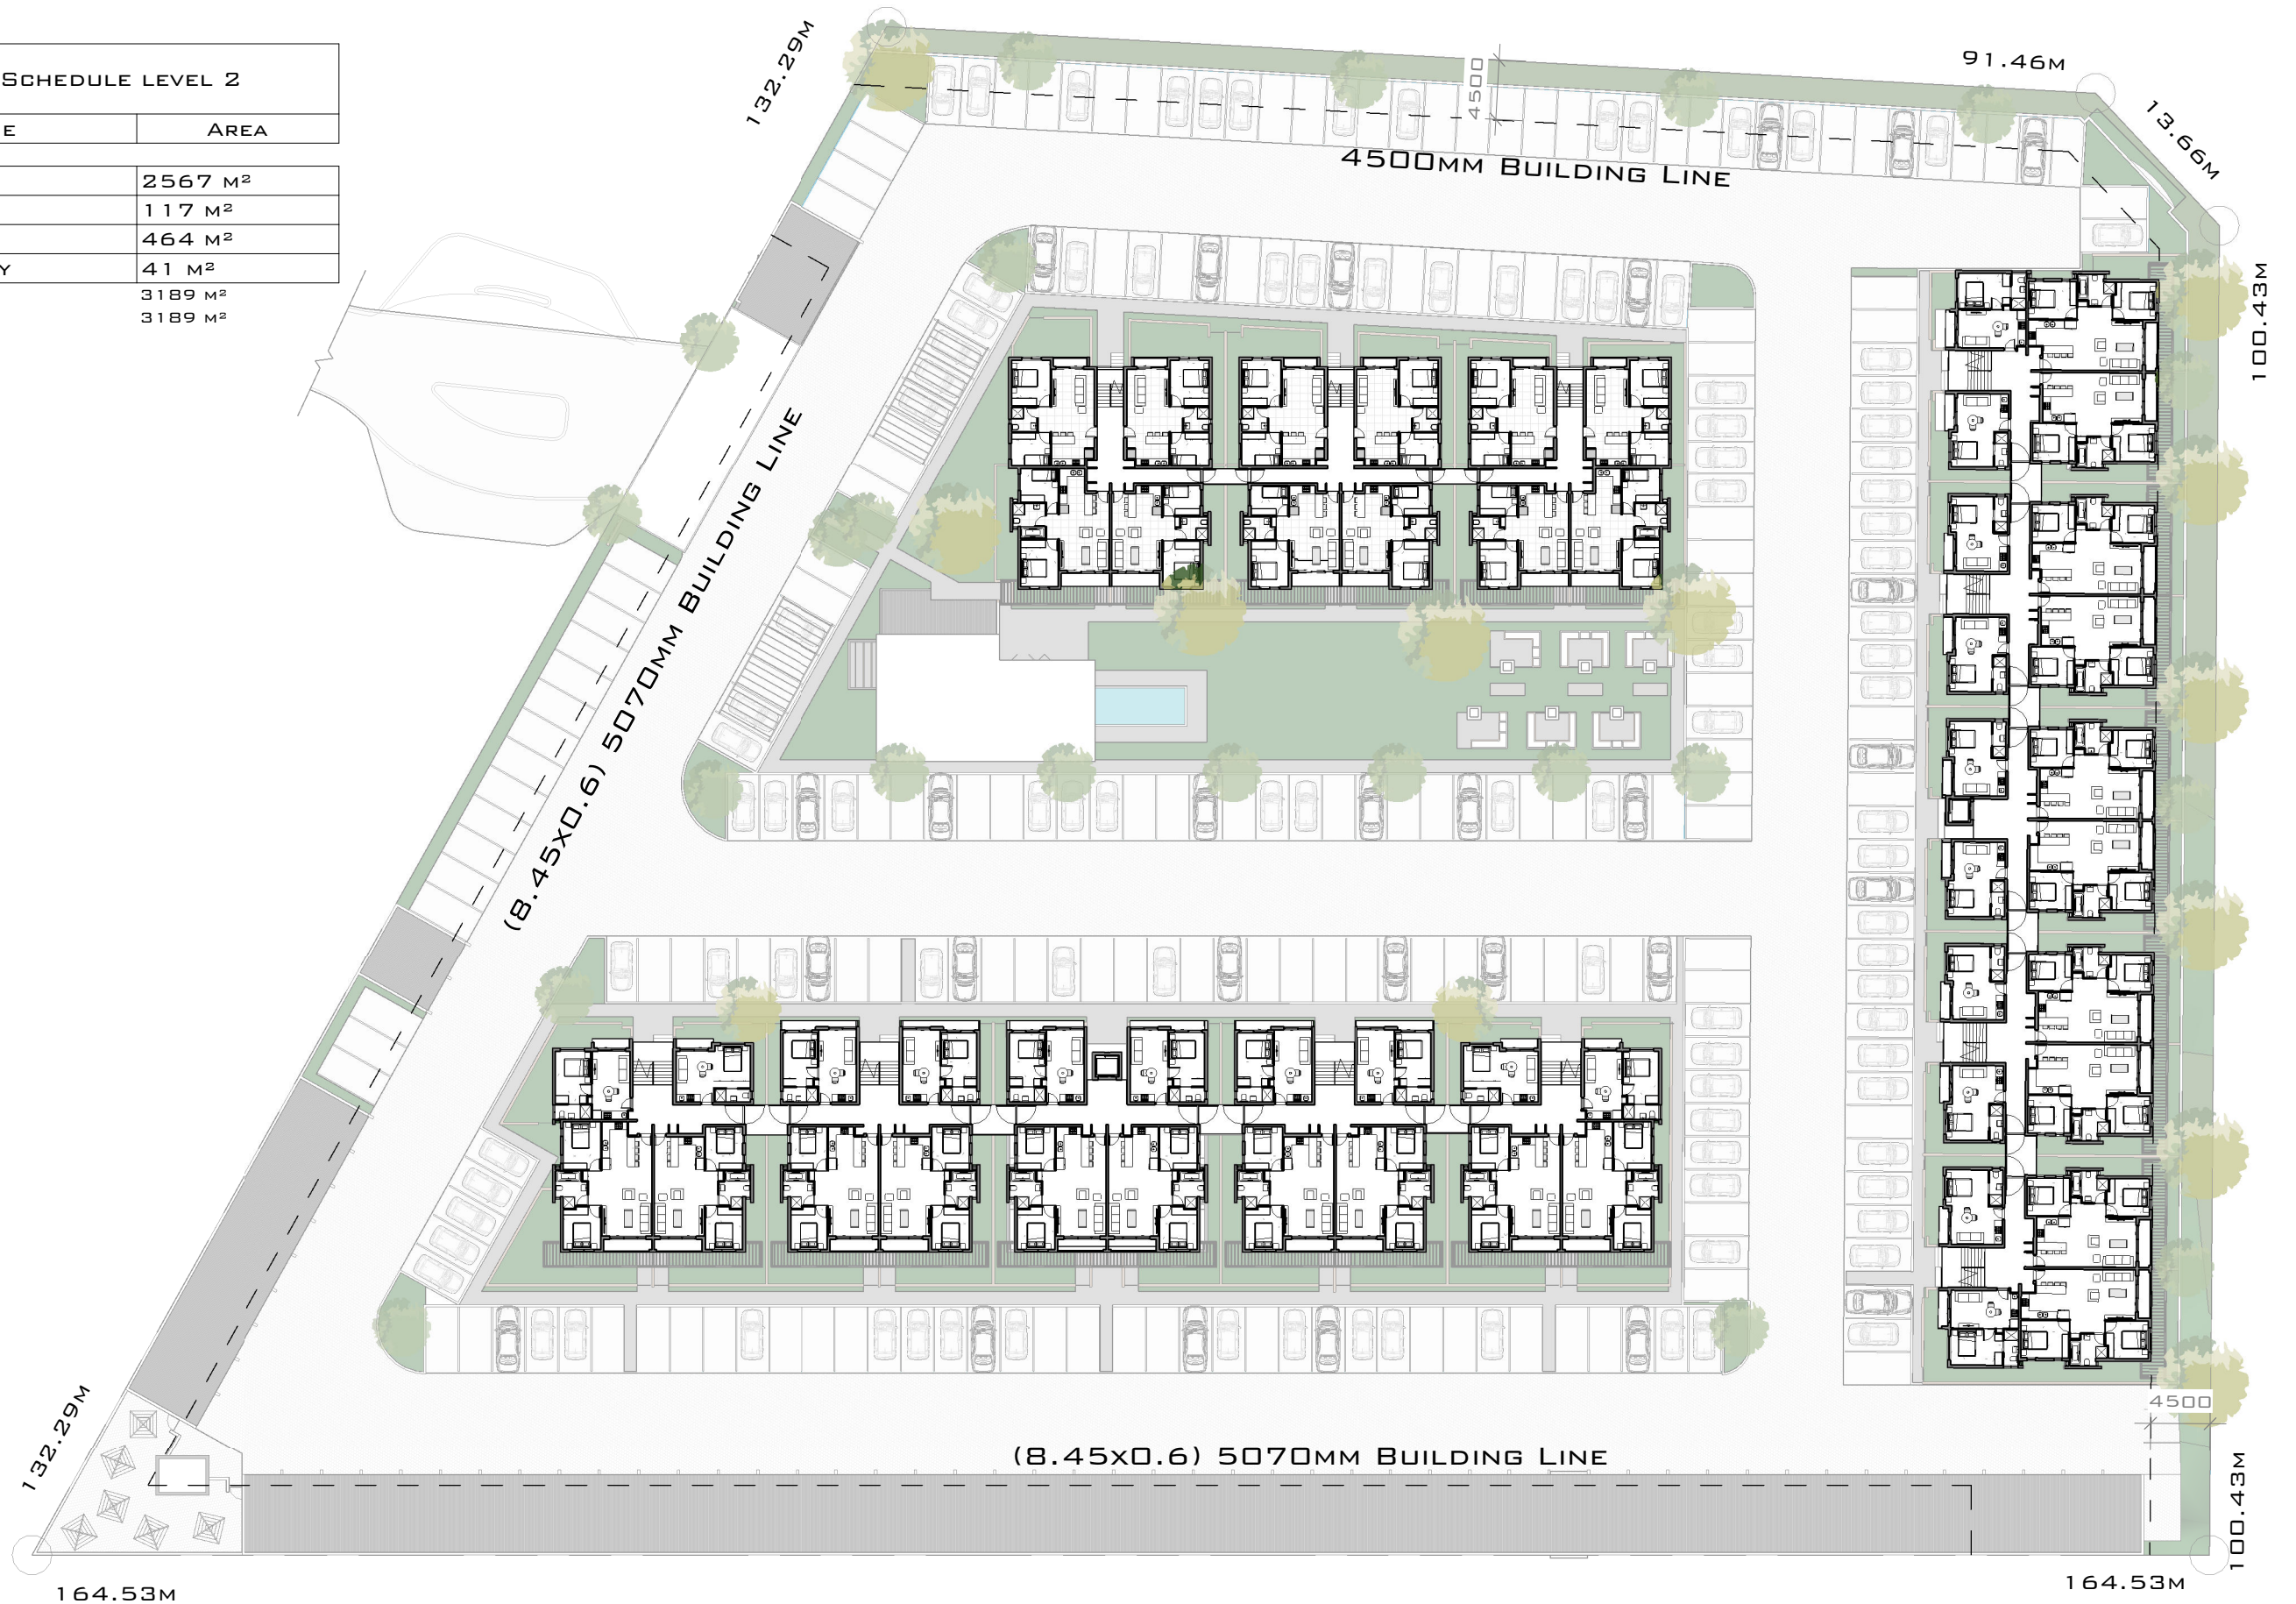 Schedule level 2
E
Area
2567 m²
117 m²
464 m²
Y
41 m²
3189 m²
3189 m²
132.29m
91.46m
13.66m
4500
4500mm Building Line
100.43m
(8.45x0.6) 5070mm Building Line
4500
132.29m
(8.45x0.6) 5070mm Building Line
100.43m
164.53m
164.53m